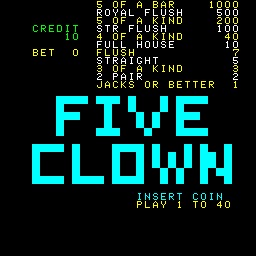 5 OF A BAR 1000
ROYAL FLUSH 500
5 OF A KIND 200
CREDIT STR FLUSH 100
10 4 OF A KIND 40
FULL HOUSE 10
BET 0 FLUSH 7
STRAIGHT 5
3 OF A KIND 3
2 PAIR 2
JACKS OR BETTER 1
FIVE
CLOWN
INSERT COIN
PLAY 1 TO 40